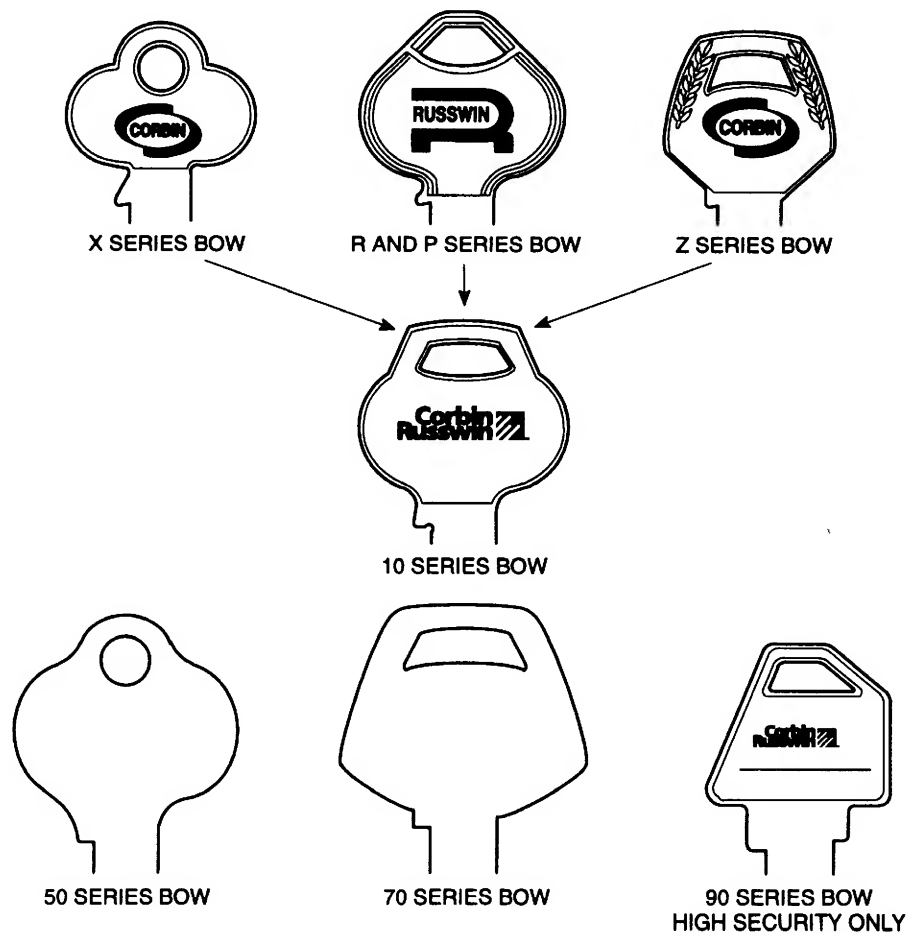 CORBIN
RUSSWIN
CORBIN
X SERIES BOW
R AND P SERIES BOW
Z SERIES BOW
Corbin
Russwin
10 SERIES BOW
Corbin
Russwin
50 SERIES BOW
70 SERIES BOW
90 SERIES BOW
HIGH SECURITY ONLY